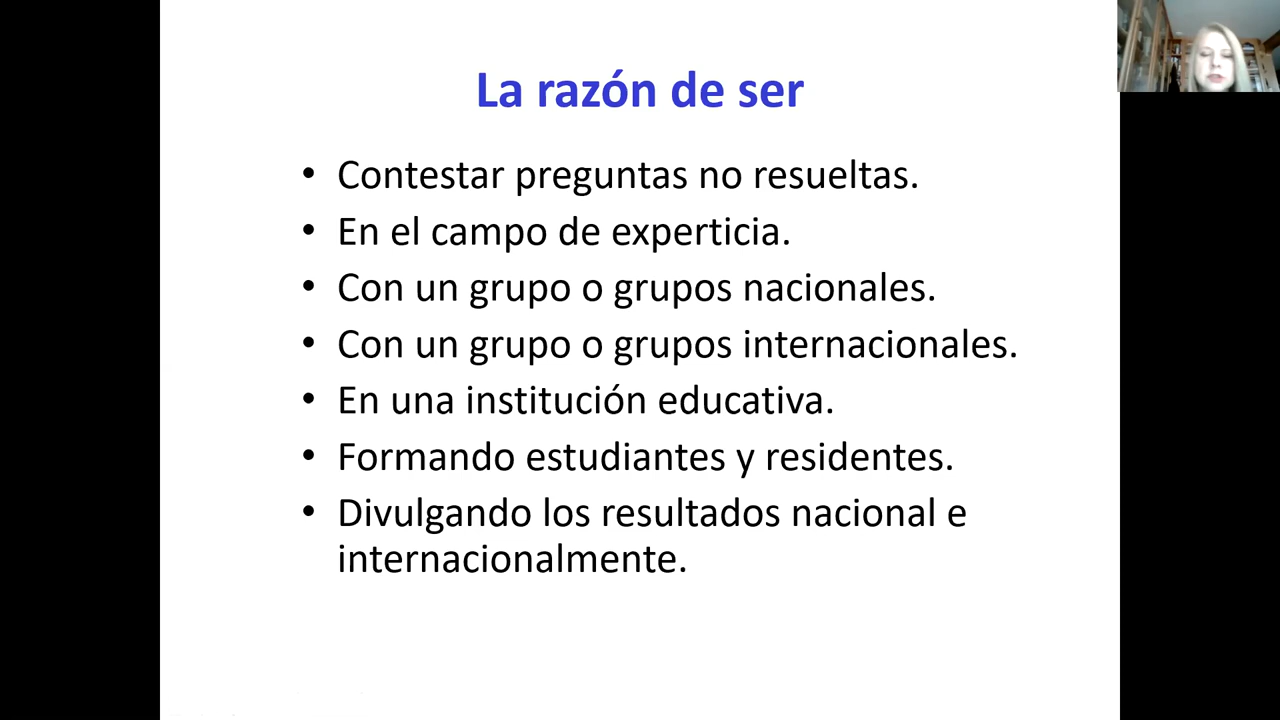 La razón de ser
• Contestar preguntas no resueltas.
• En el campo de experticia.
• Con un grupo o grupos nacionales.
• Con un grupo o grupos internacionales.
• En una institución educativa.
• Formando estudiantes y residentes.
• Divulgando los resultados nacional e
internacionalmente.